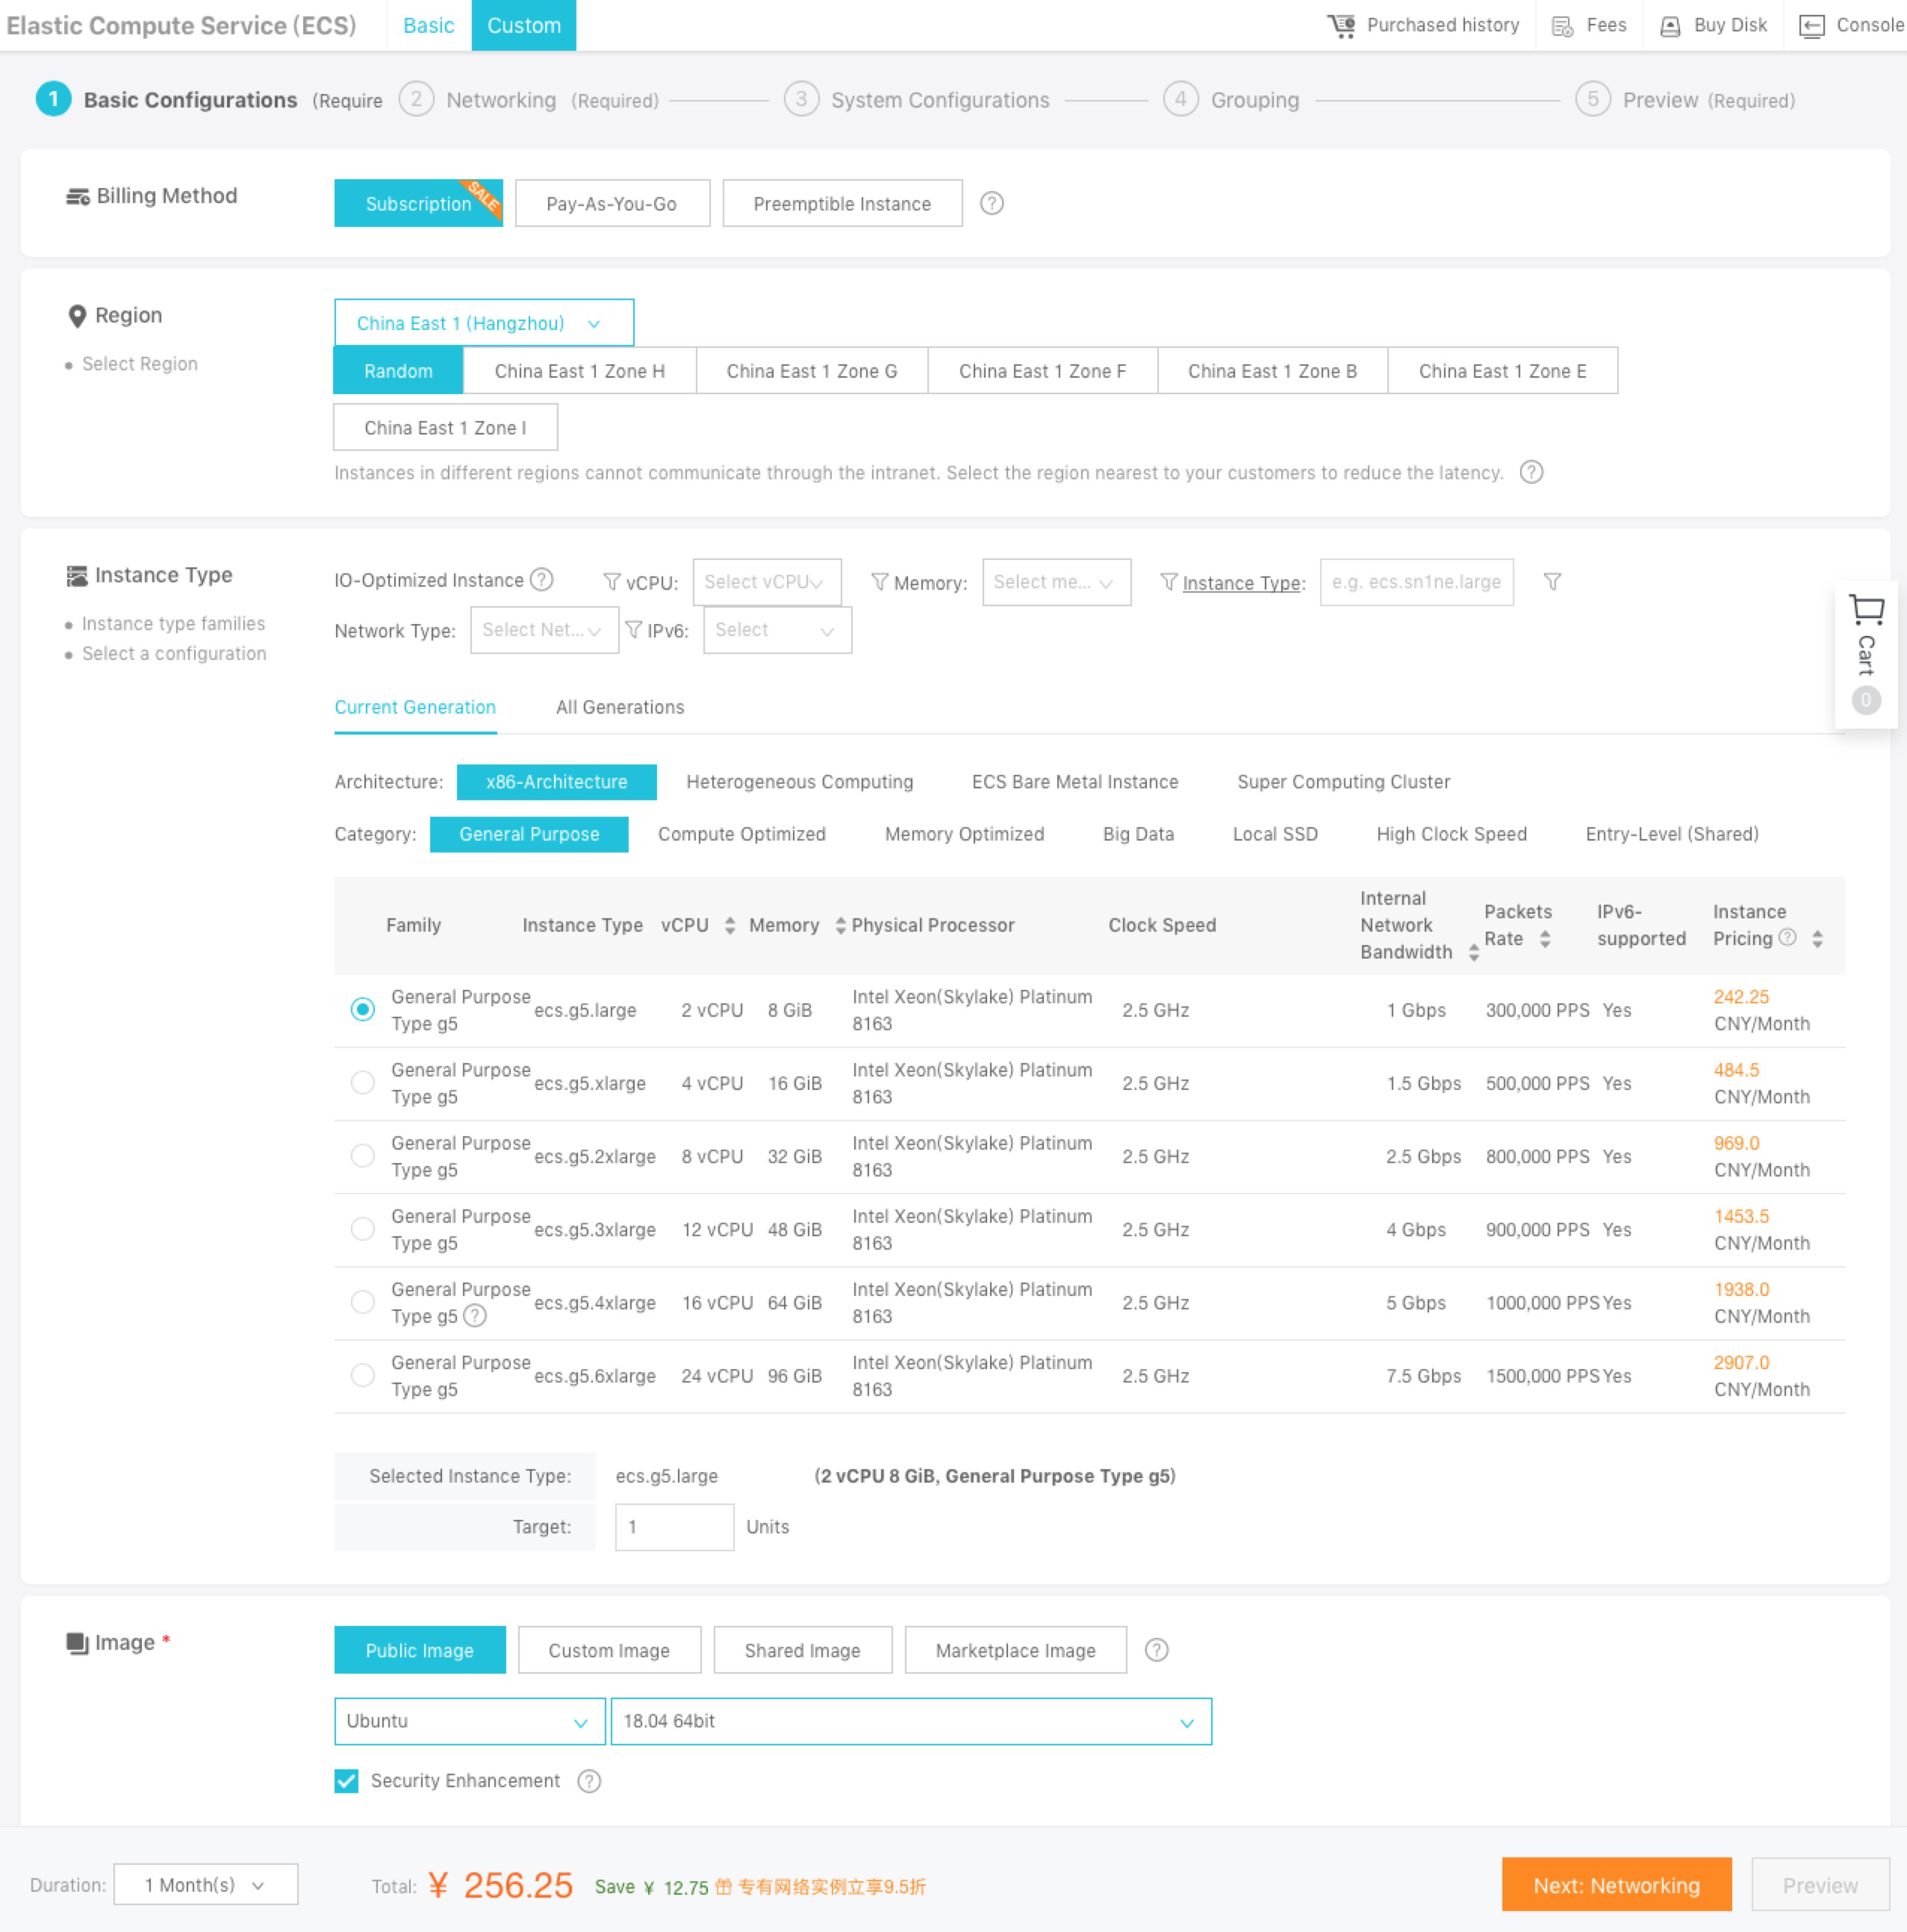 Elastic Compute Service (ECS) Basic Custom Purchased history Fees Buy Disk Console
1 Basic Configurations (Require 2 Networking (Required) 3 System Configurations 4 Grouping 5 Preview (Required)
Billing Method
Subscription SALE Pay-As-You-Go Preemptible Instance ?
Region
Select Region
China East 1 (Hangzhou)
Random China East 1 Zone H China East 1 Zone G China East 1 Zone F China East 1 Zone B China East 1 Zone E
China East 1 Zone I
Instances in different regions cannot communicate through the intranet. Select the region nearest to your customers to reduce the latency. ?
Instance Type
Instance type families
Select a configuration
IO-Optimized Instance ? vCPU: Select vCPU Memory: Select me... Instance Type: e.g. ecs.sn1ne.large
Network Type: Select Net... IPv6: Select
Cart
0
Current Generation All Generations
Architecture: x86-Architecture Heterogeneous Computing ECS Bare Metal Instance Super Computing Cluster
Category: General Purpose Compute Optimized Memory Optimized Big Data Local SSD High Clock Speed Entry-Level (Shared)
Family Instance Type vCPU Memory Physical Processor Clock Speed Internal Network Bandwidth Packets Rate IPv6-supported Instance Pricing ?
General Purpose Type g5 ecs.g5.large 2 vCPU 8 GiB Intel Xeon(Skylake) Platinum 8163 2.5 GHz 1 Gbps 300,000 PPS Yes 242.25 CNY/Month
General Purpose Type g5 ecs.g5.xlarge 4 vCPU 16 GiB Intel Xeon(Skylake) Platinum 8163 2.5 GHz 1.5 Gbps 500,000 PPS Yes 484.5 CNY/Month
General Purpose Type g5 ecs.g5.2xlarge 8 vCPU 32 GiB Intel Xeon(Skylake) Platinum 8163 2.5 GHz 2.5 Gbps 800,000 PPS Yes 969.0 CNY/Month
General Purpose Type g5 ecs.g5.3xlarge 12 vCPU 48 GiB Intel Xeon(Skylake) Platinum 8163 2.5 GHz 4 Gbps 900,000 PPS Yes 1453.5 CNY/Month
General Purpose Type g5 ? ecs.g5.4xlarge 16 vCPU 64 GiB Intel Xeon(Skylake) Platinum 8163 2.5 GHz 5 Gbps 1000,000 PPS Yes 1938.0 CNY/Month
General Purpose Type g5 ecs.g5.6xlarge 24 vCPU 96 GiB Intel Xeon(Skylake) Platinum 8163 2.5 GHz 7.5 Gbps 1500,000 PPS Yes 2907.0 CNY/Month
Selected Instance Type: ecs.g5.large (2 vCPU 8 GiB, General Purpose Type g5)
Target: 1 Units
Image *
Public Image Custom Image Shared Image Marketplace Image ?
Ubuntu 18.04 64bit
Security Enhancement ?
Duration: 1 Month(s) Total: ¥ 256.25 Save ¥ 12.75 专有网络实例立享9.5折 Next: Networking Preview